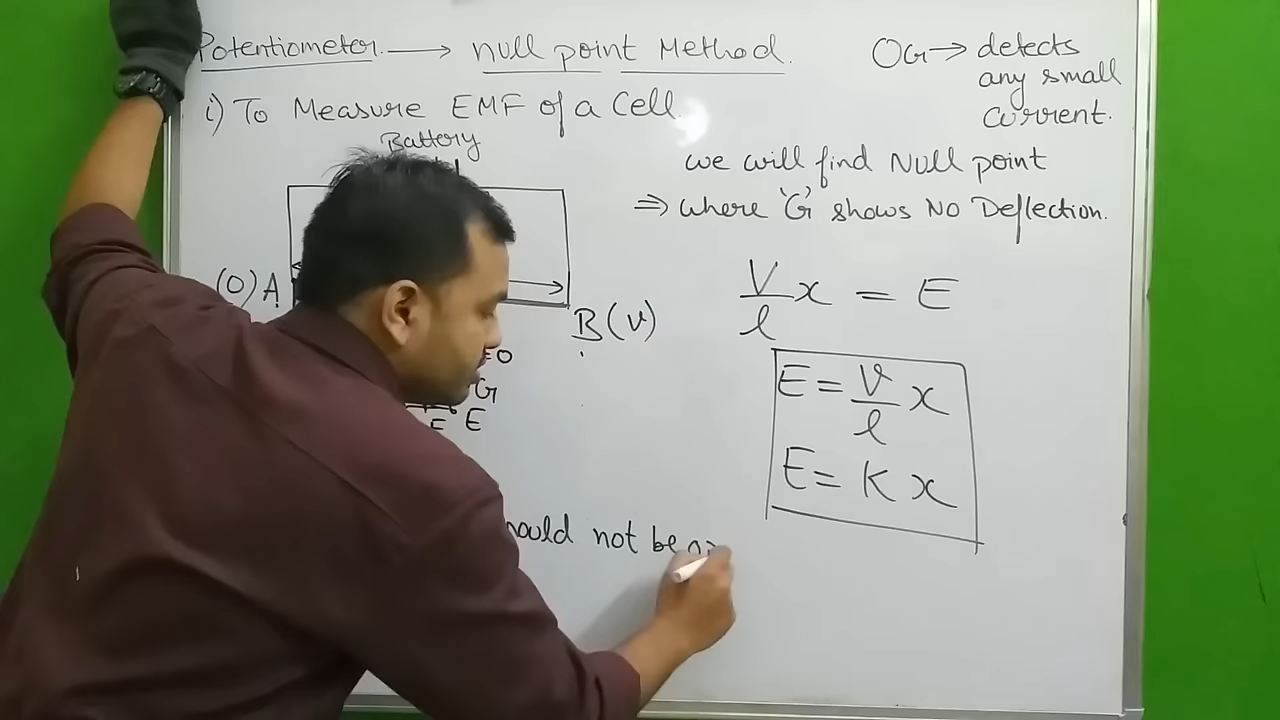 Potentiometer. → Null point Method.
i) To Measure EMF of a Cell.
Battery
(0) A
B (V)
G
E E
should not be
G → detects
any small
current.
we will find Null point
⇒ where 'G' shows No Deflection.
V/l x = E
E = V/l x
E = K x